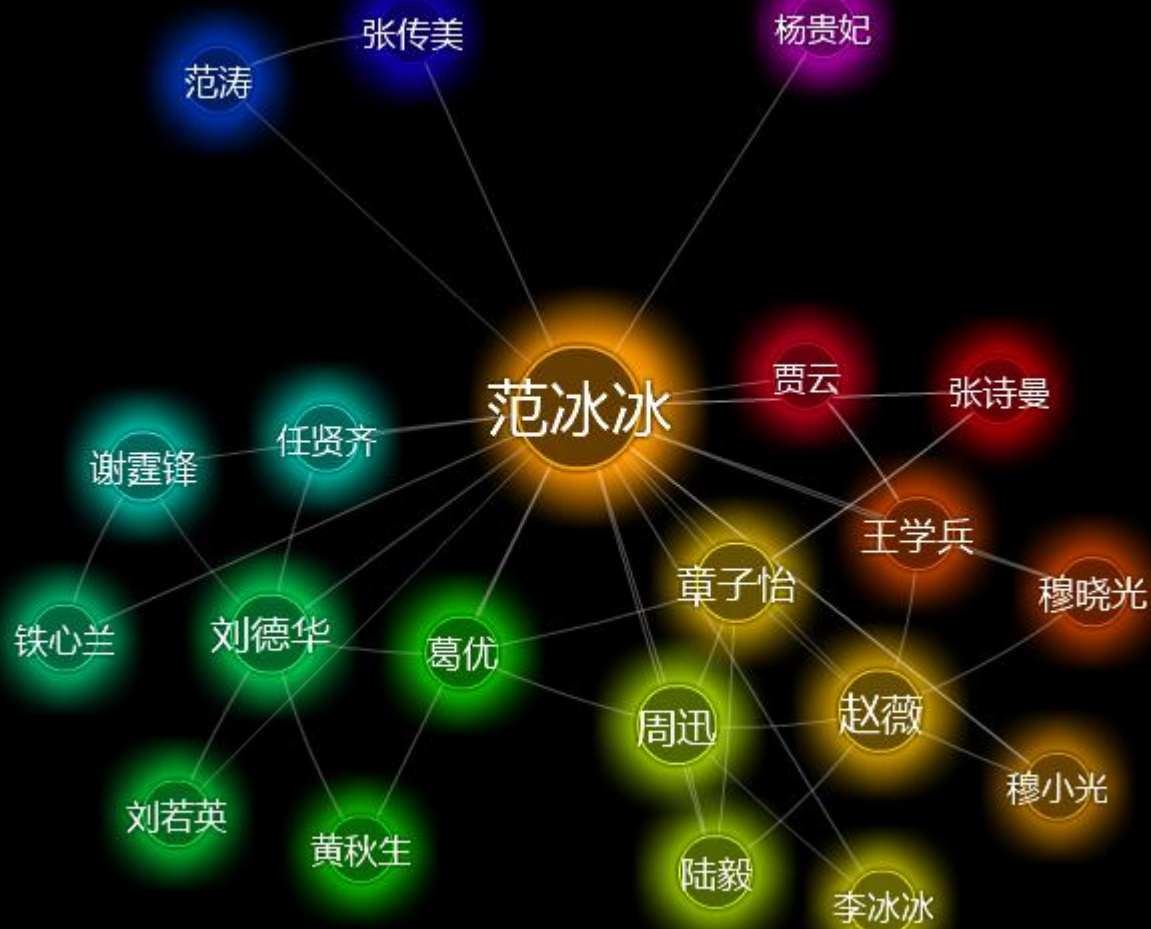 张传美
杨贵妃
范涛
范冰冰
贾云
张诗曼
任贤齐
谢霆锋
王学兵
章子怡
穆晓光
铁心兰
刘德华
葛优
周迅
赵薇
穆小光
刘若英
黄秋生
陆毅
李冰冰